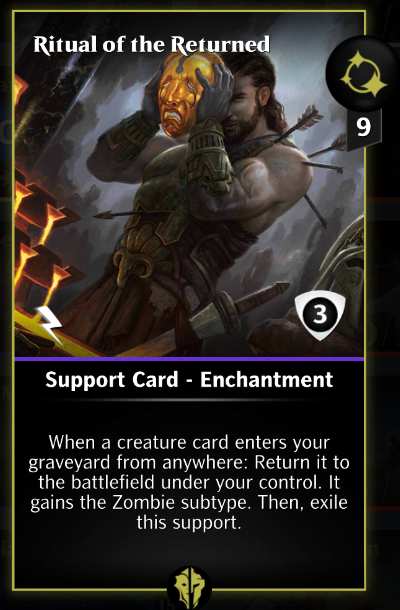 Ritual of the Returned
9
3
Support Card - Enchantment
When a creature card enters your
graveyard from anywhere: Return it to
the battlefield under your control. It
gains the Zombie subtype. Then, exile
this support.